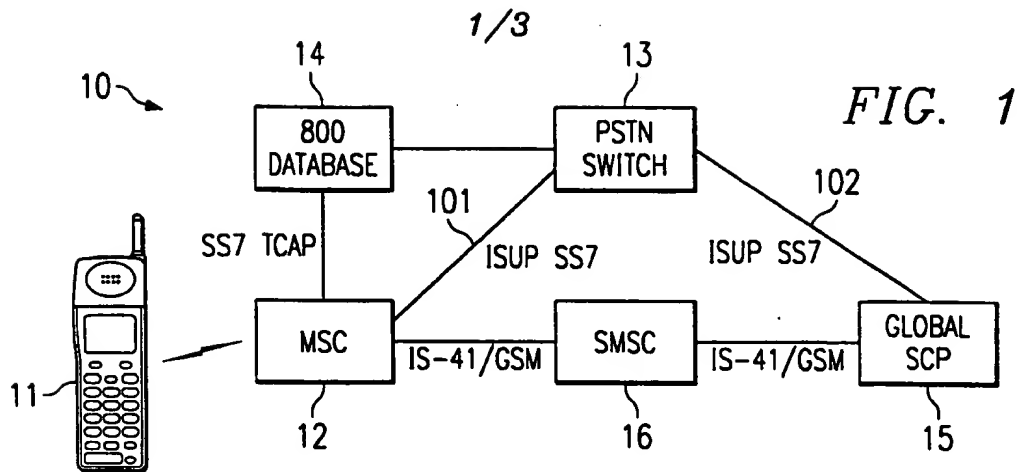 1/3
14
13
10
FIG. 1
800
DATABASE
PSTN
SWITCH
101
102
SS7 TCAP
ISUP SS7
ISUP SS7
MSC
IS-41/GSM
SMSC
IS-41/GSM
GLOBAL
SCP
11
12
16
15